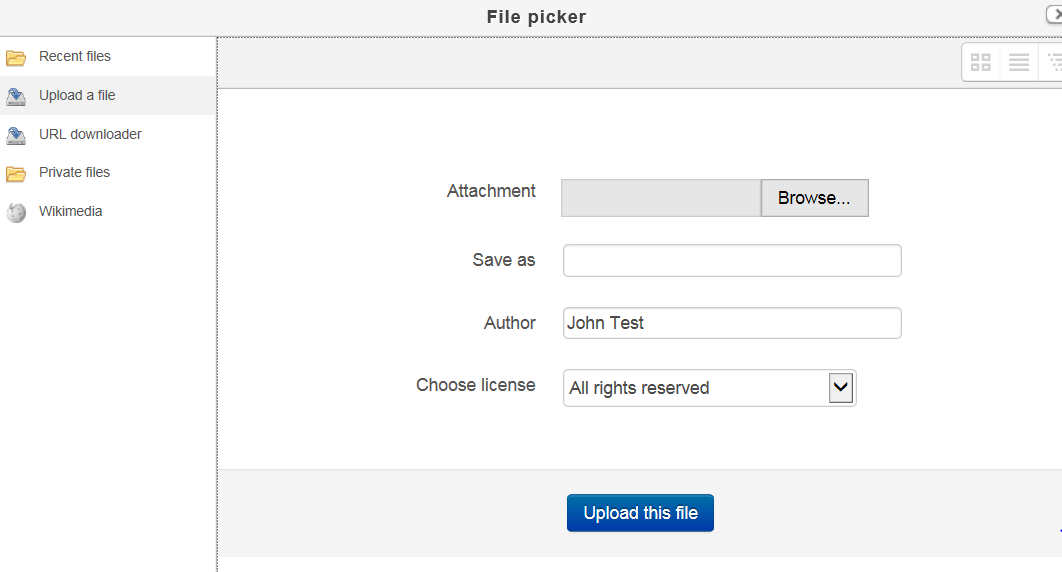 File picker
Recent files
Upload a file
URL downloader
Private files
Wikimedia
Attachment
Browse...
Save as
Author
John Test
Choose license
All rights reserved
Upload this file